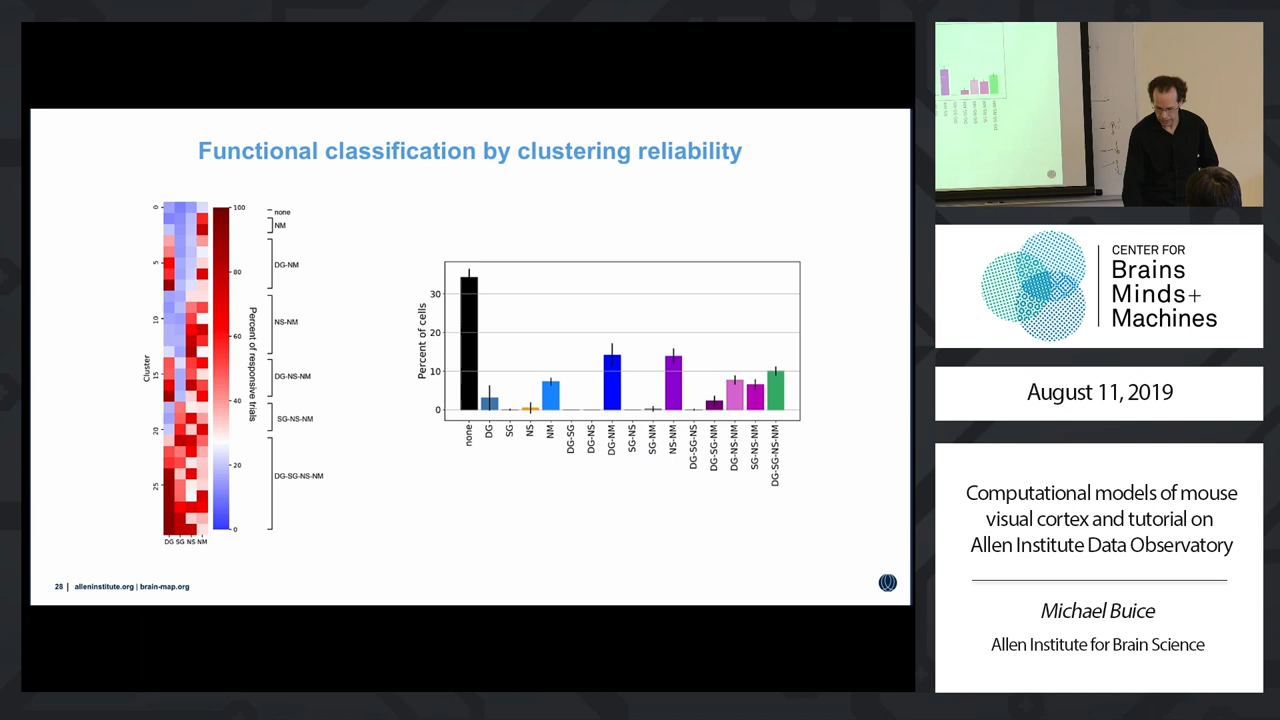 Functional classification by clustering reliability
0
5
10
15
20
25
Cluster
DG SG NS NM
100
80
60
40
20
0
Percent of responsive trials
none
NM
DG-NM
NS-NM
DG-NS-NM
SG-NS-NM
DG-SG-NS-NM
Percent of cells
30
20
10
0
none
DG
SG
NS
NM
DG-SG
DG-NS
DG-NM
SG-NS
SG-NM
NS-NM
DG-SG-NS
DG-SG-NM
DG-NS-NM
SG-NS-NM
DG-SG-NS-NM
28 | alleninstitute.org | brain-map.org
CENTER FOR
Brains
Minds+
Machines
August 11, 2019
Computational models of mouse
visual cortex and tutorial on
Allen Institute Data Observatory
Michael Buice
Allen Institute for Brain Science